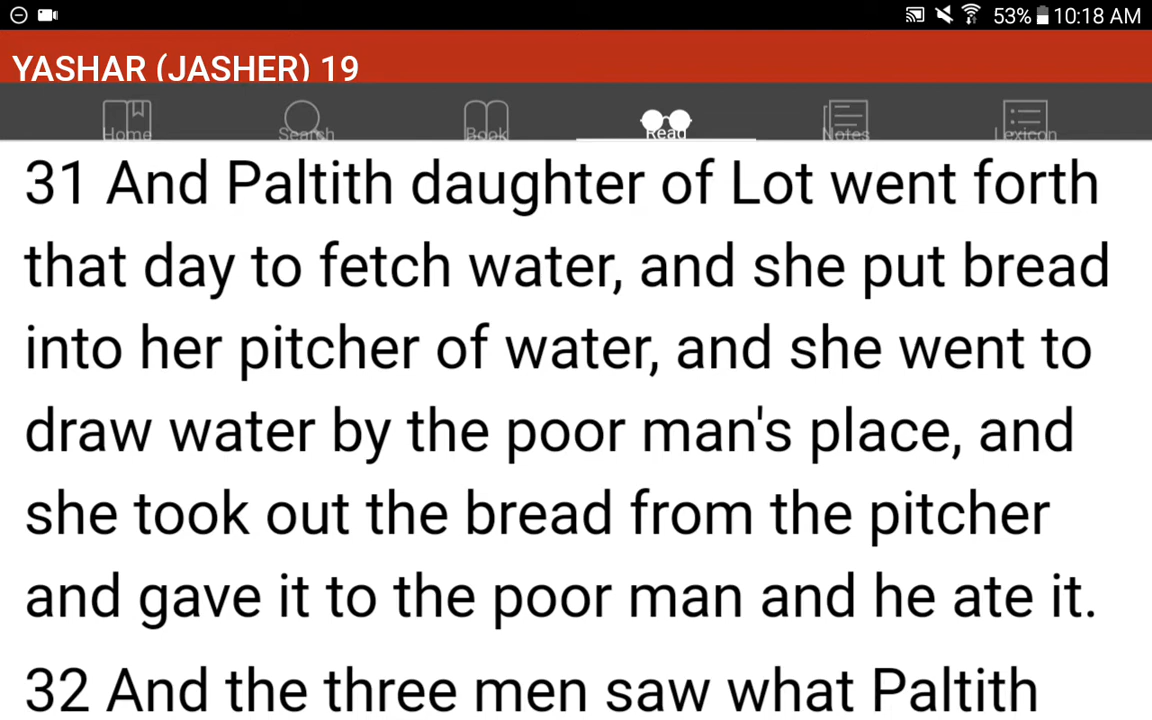 53% 10:18 AM
YASHAR (JASHER) 19
Home Search Book Read Notes Lexicon
31 And Paltith daughter of Lot went forth
that day to fetch water, and she put bread
into her pitcher of water, and she went to
draw water by the poor man's place, and
she took out the bread from the pitcher
and gave it to the poor man and he ate it.
32 And the three men saw what Paltith